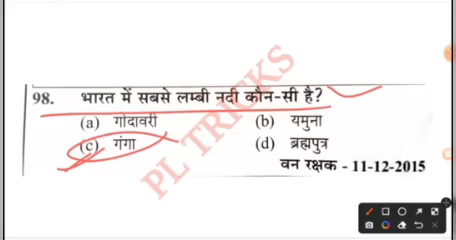 98. भारत में सबसे लम्बी नदी कौन-सी है?
(a) गोदावरी (b) यमुना
(c) गंगा (d) ब्रह्मपुत्र
वन रक्षक - 11-12-2015
PL TRICKS